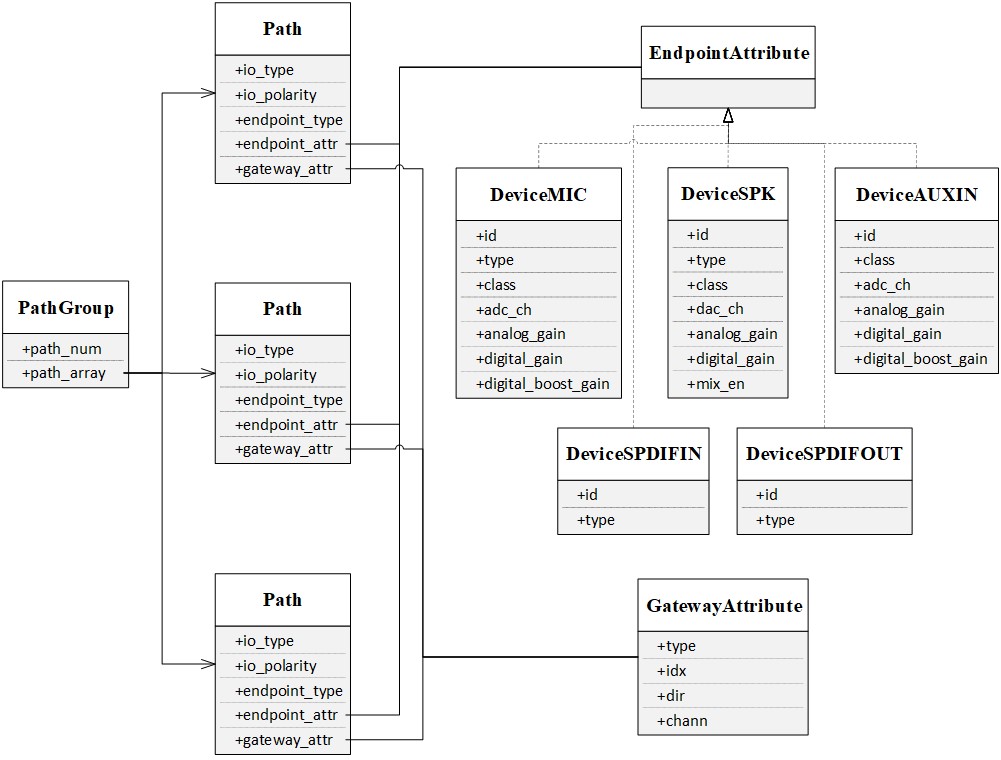 Path
+io_type
+io_polarity
+endpoint_type
+endpoint_attr
+gateway_attr
PathGroup
+path_num
+path_array
Path
+io_type
+io_polarity
+endpoint_type
+endpoint_attr
+gateway_attr
Path
+io_type
+io_polarity
+endpoint_type
+endpoint_attr
+gateway_attr
EndpointAttribute
DeviceMIC
+id
+type
+class
+adc_ch
+analog_gain
+digital_gain
+digital_boost_gain
DeviceSPK
+id
+type
+class
+dac_ch
+analog_gain
+digital_gain
+mix_en
DeviceAUXIN
+id
+class
+adc_ch
+analog_gain
+digital_gain
+digital_boost_gain
DeviceSPDIFIN
+id
+type
DeviceSPDIFOUT
+id
+type
GatewayAttribute
+type
+idx
+dir
+chann